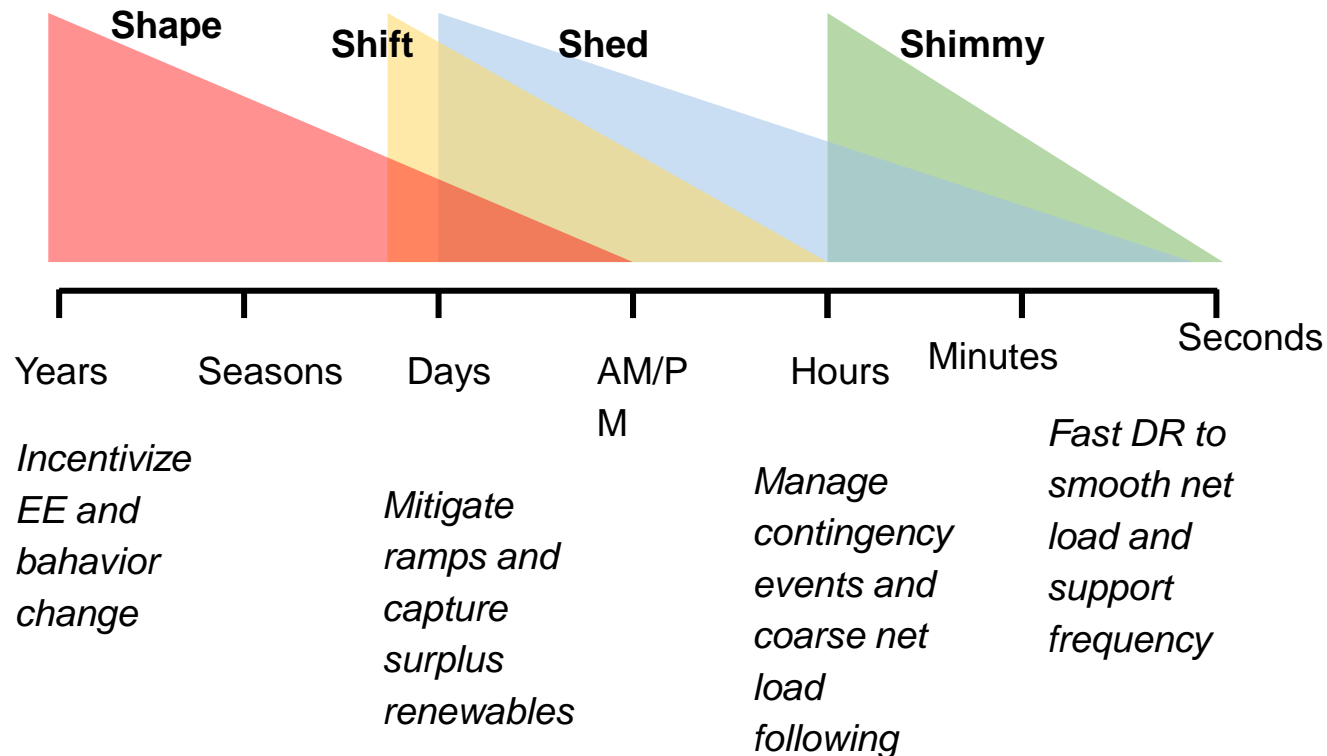 Shape
Shift
Shed
Shimmy
Years
Seasons
Days
AM/P
M
Hours
Minutes
Seconds
Incentivize
EE and
bahavior
change
Mitigate
ramps and
capture
surplus
renewables
Manage
contingency
events and
coarse net
load
following
Fast DR to
smooth net
load and
support
frequency